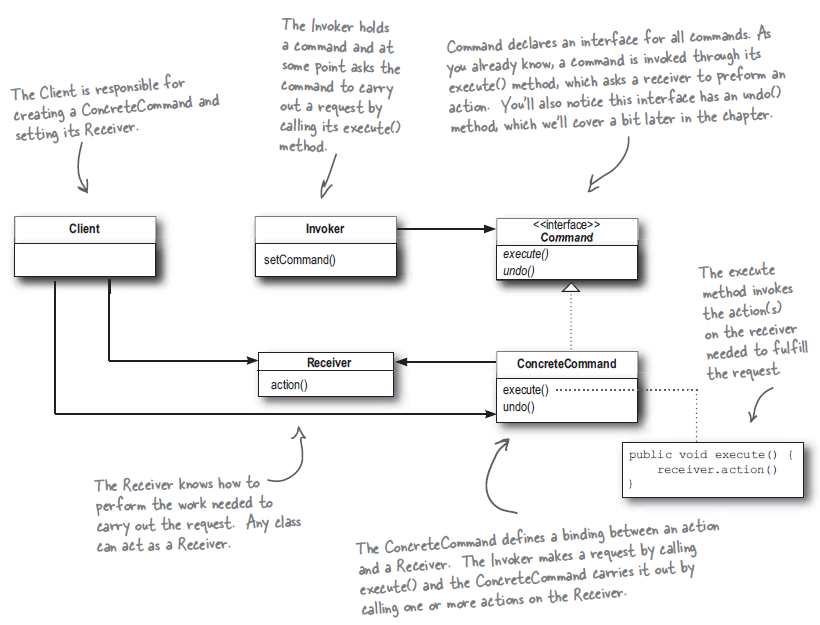 The Client is responsible for
creating a ConcreteCommand and
setting its Receiver.
The Invoker holds
a command and at
some point asks the
command to carry
out a request by
calling its execute()
method.
Command declares an interface for all commands. As
you already know, a command is invoked through its
execute() method, which asks a receiver to preform an
action. You'll also notice this interface has an undo()
method, which we'll cover a bit later in the chapter.
Client
Invoker
setCommand()
<<interface>>
Command
execute()
undo()
The execute
method invokes
the action(s)
on the receiver
needed to fulfill
the request
Receiver
action()
ConcreteCommand
execute()
undo()
public void execute() {
receiver.action()
}
The Receiver knows how to
perform the work needed to
carry out the request. Any class
can act as a Receiver.
The ConcreteCommand defines a binding between an action
and a Receiver. The Invoker makes a request by calling
execute() and the ConcreteCommand carries it out by
calling one or more actions on the Receiver.